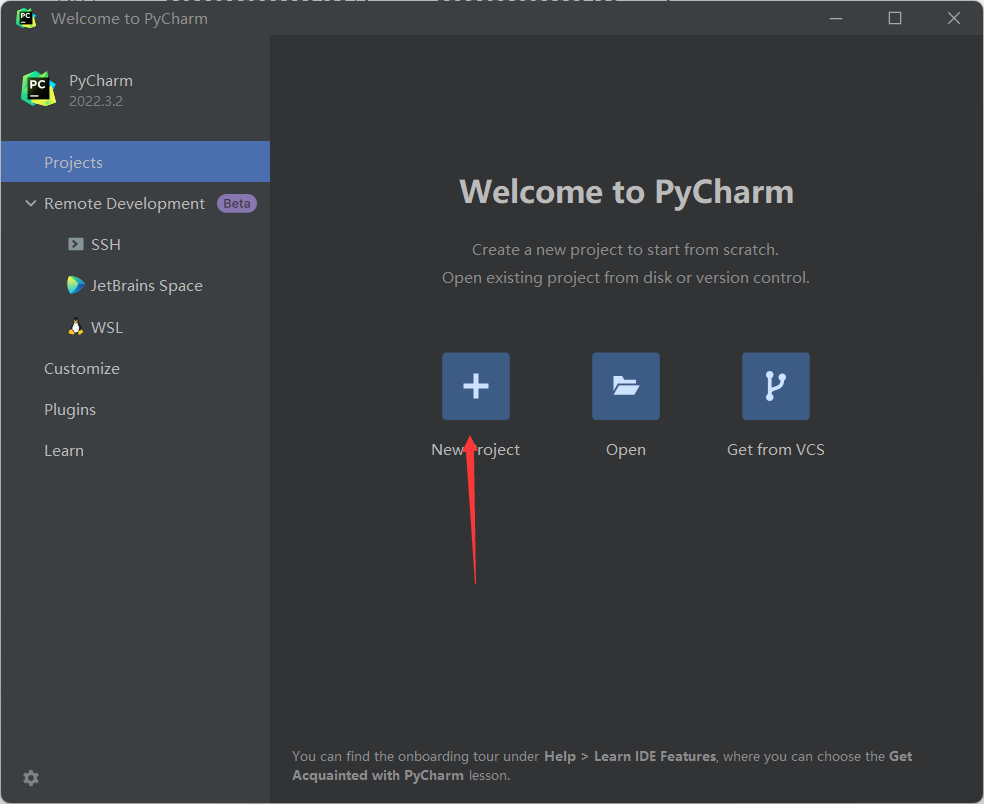 Welcome to PyCharm
PyCharm
2022.3.2
Projects
Remote Development Beta
SSH
JetBrains Space
WSL
Customize
Plugins
Learn
Welcome to PyCharm
Create a new project to start from scratch.
Open existing project from disk or version control.
New Project
Open
Get from VCS
You can find the onboarding tour under Help > Learn IDE Features, where you can choose the Get
Acquainted with PyCharm lesson.